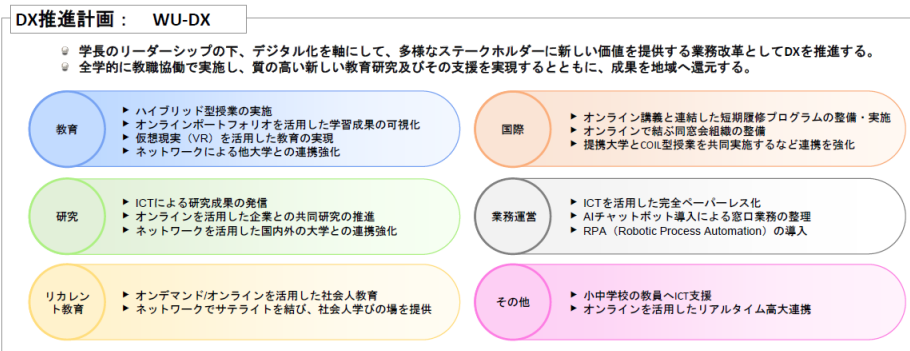 DX推進計画： WU-DX
学長のリーダーシップの下、デジタル化を軸にして、多様なステークホルダーに新しい価値を提供する業務改革としてDXを推進する。
全学的に教職協働で実施し、質の高い新しい教育研究及びその支援を実現するとともに、成果を地域へ還元する。
教育
ハイブリッド型授業の実施
オンラインポートフォリオを活用した学習成果の可視化
仮想現実（VR）を活用した教育の実現
ネットワークによる他大学との連携強化
国際
オンライン講義と連結した短期履修プログラムの整備・実施
オンラインで結ぶ同窓会組織の整備
提携大学とCOIL型授業を共同実施するなど連携を強化
研究
ICTによる研究成果の発信
オンラインを活用した企業との共同研究の推進
ネットワークを活用した国内外の大学との連携強化
業務運営
ICTを活用した完全ペーパーレス化
AIチャットボット導入による窓口業務の整理
RPA（Robotic Process Automation）の導入
リカレン
ト教育
オンデマンド/オンラインを活用した社会人教育
ネットワークでサテライトを結び、社会人学びの場を提供
その他
小中学校の教員へICT支援
オンラインを活用したリアルタイム高大連携